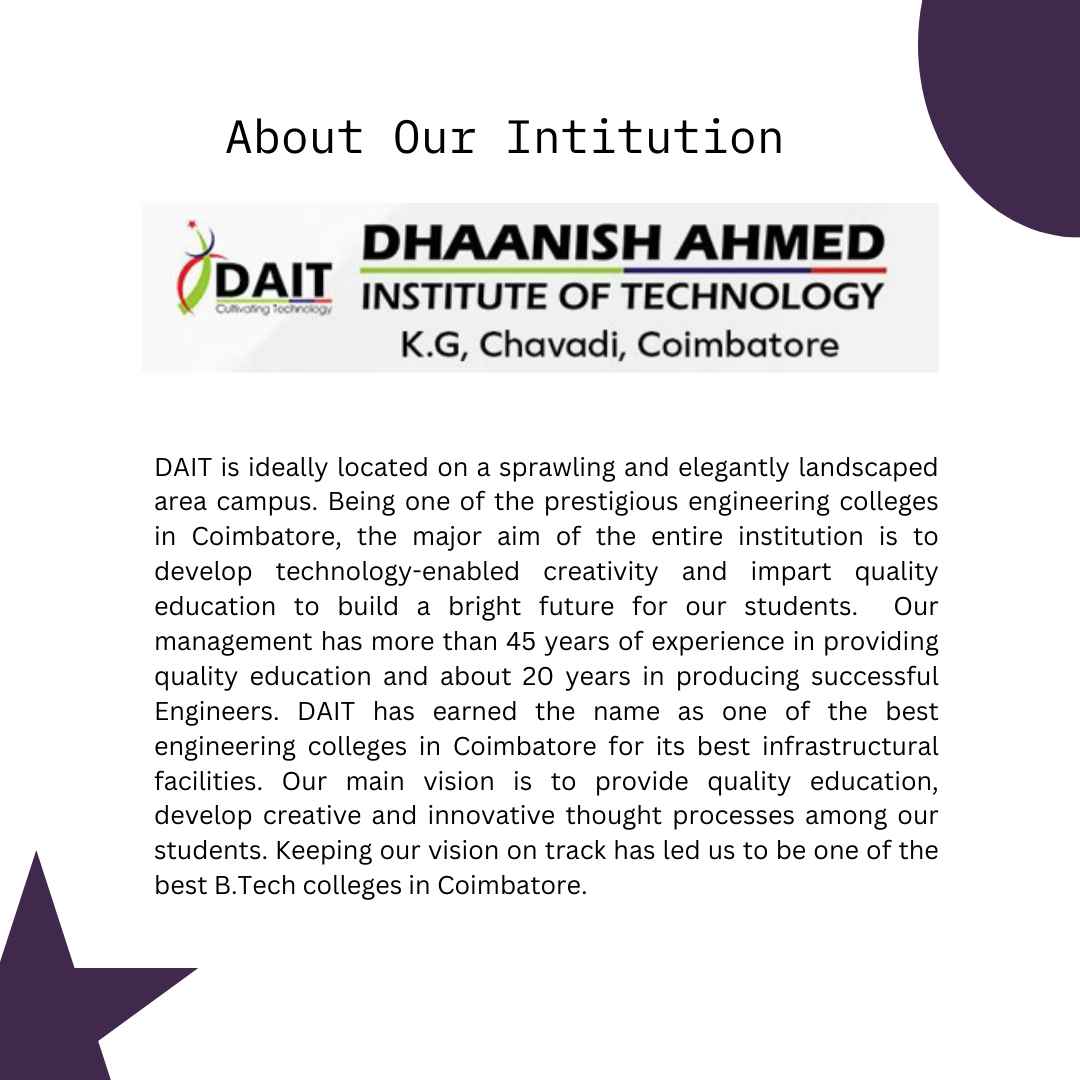 About Our Intitution
DAIT
Cultivating Technology
DHAANISH AHMED
INSTITUTE OF TECHNOLOGY
K.G, Chavadi, Coimbatore
DAIT is ideally located on a sprawling and elegantly landscaped
area campus. Being one of the prestigious engineering colleges
in Coimbatore, the major aim of the entire institution is to
develop technology-enabled creativity and impart quality
education to build a bright future for our students. Our
management has more than 45 years of experience in providing
quality education and about 20 years in producing successful
Engineers. DAIT has earned the name as one of the best
engineering colleges in Coimbatore for its best infrastructural
facilities. Our main vision is to provide quality education,
develop creative and innovative thought processes among our
students. Keeping our vision on track has led us to be one of the
best B.Tech colleges in Coimbatore.